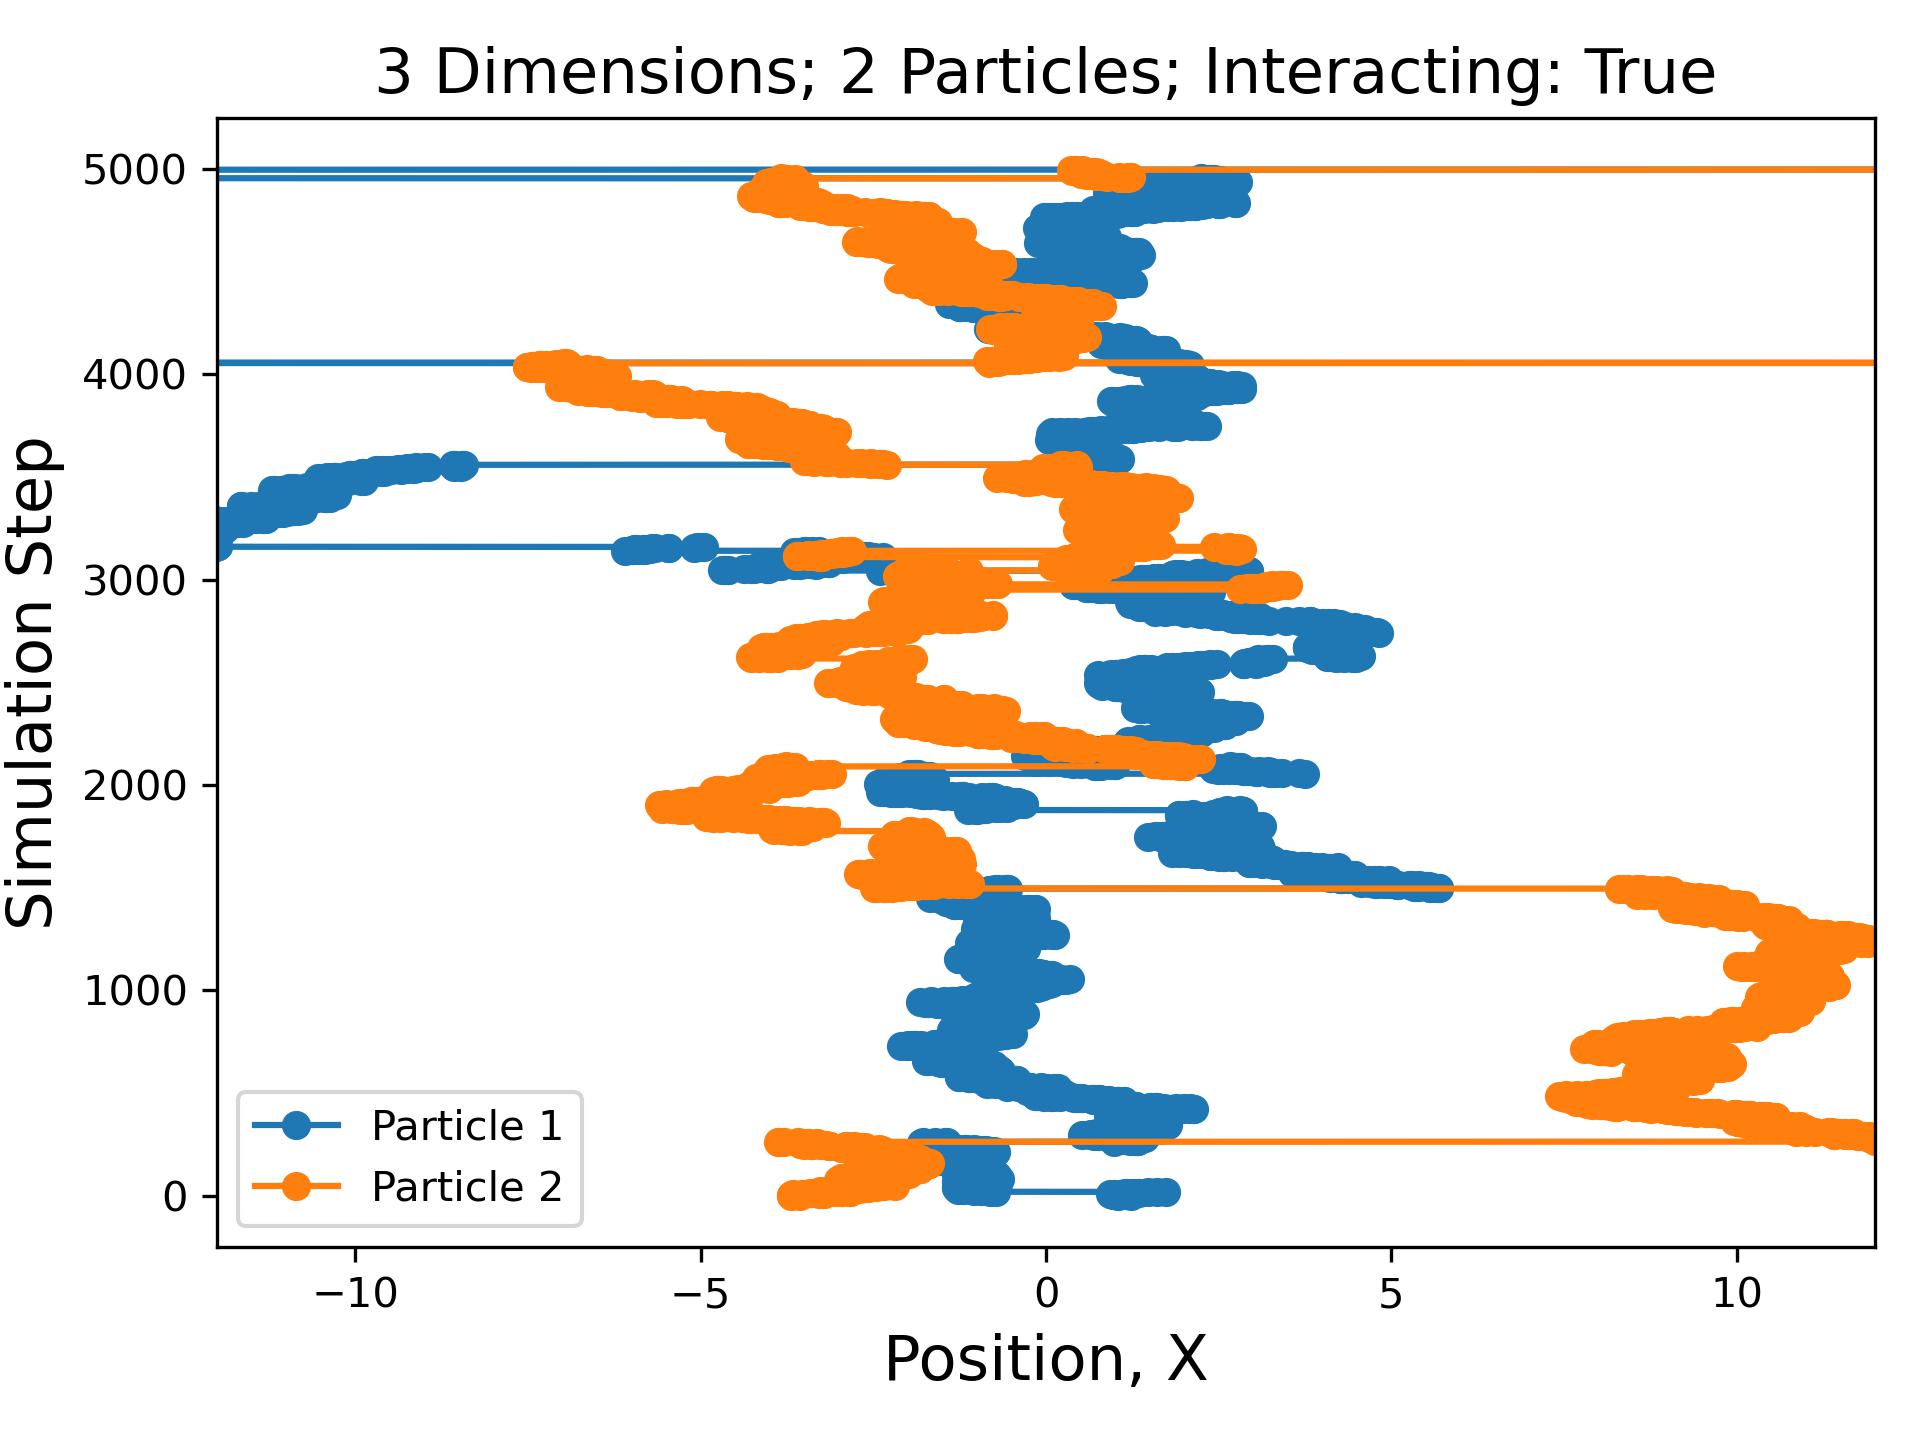 3 Dimensions; 2 Particles; Interacting: True
Simulation Step
5000
4000
3000
2000
1000
0
Particle 1
Particle 2
−10
−5
0
5
10
Position, X